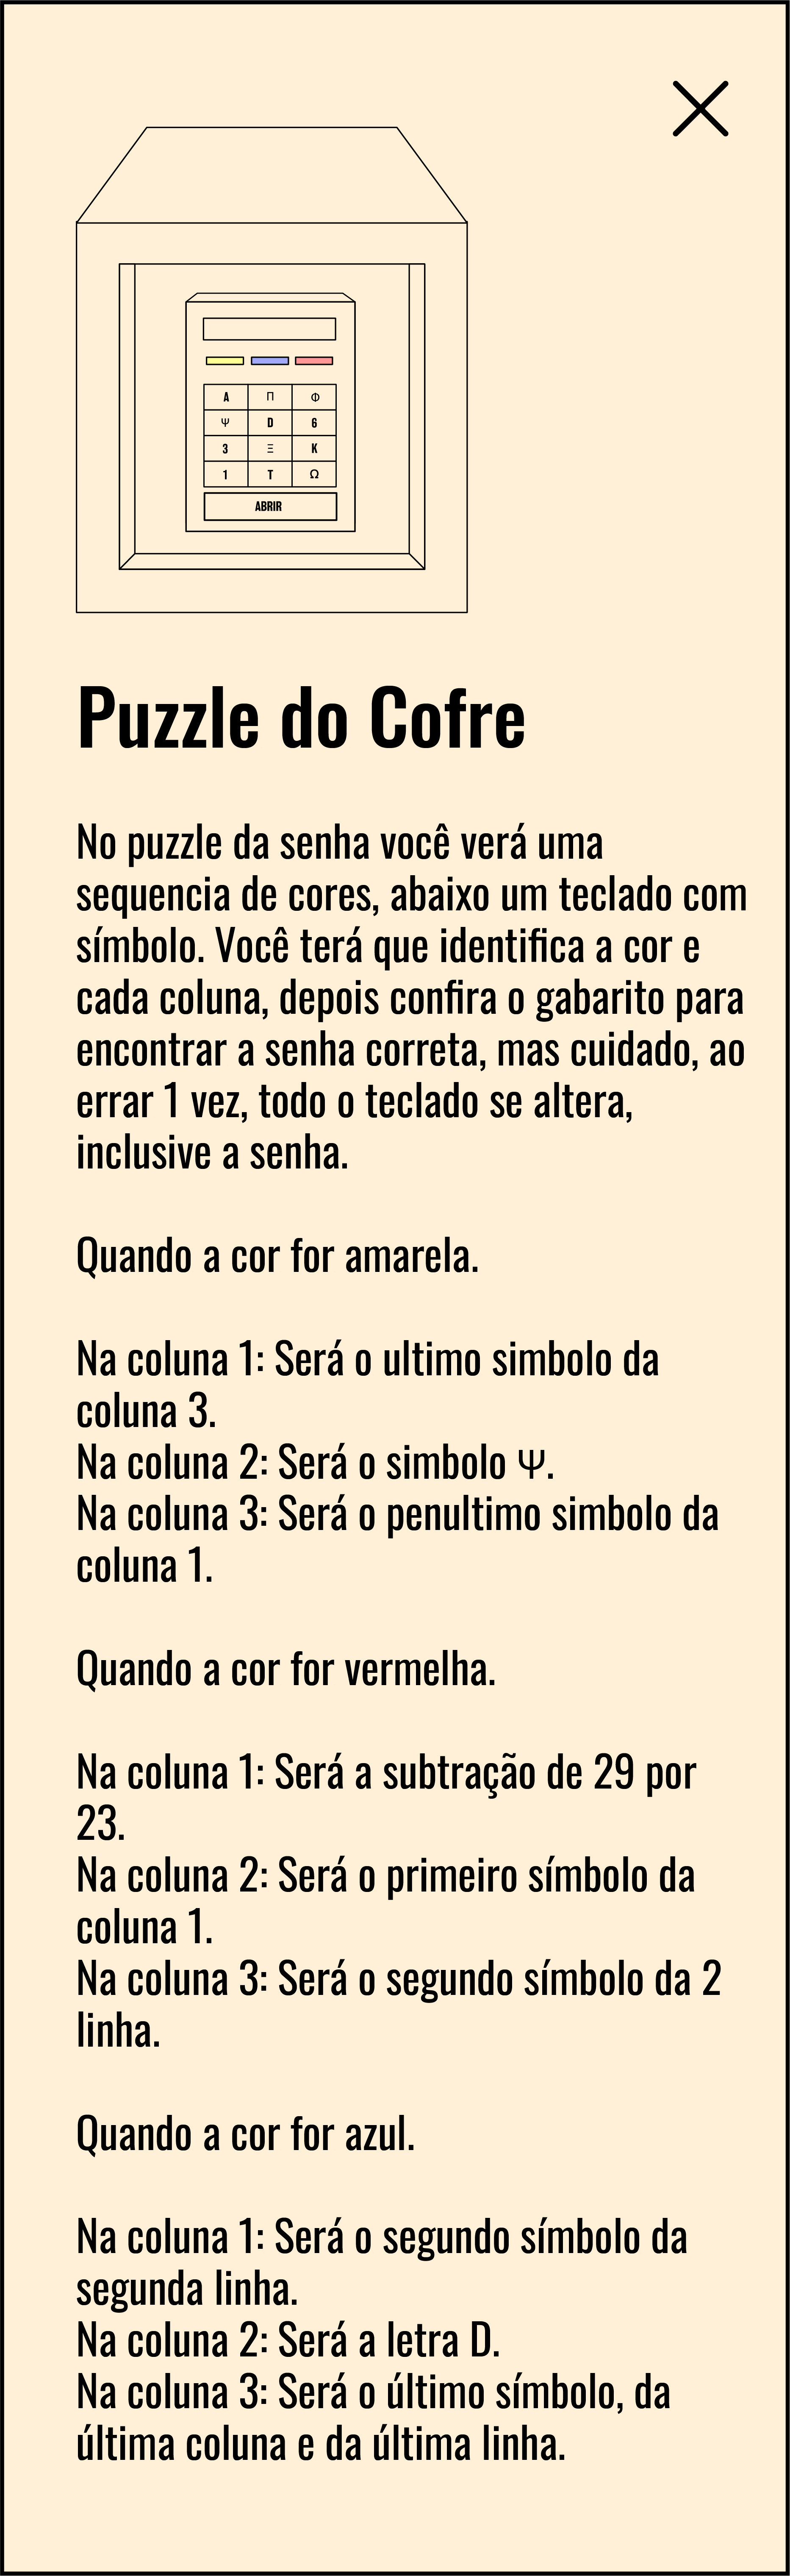 A Π Φ
Ψ D 6
3 Ξ K
1 T Ω
ABRIR
Puzzle do Cofre
No puzzle da senha você verá uma
sequencia de cores, abaixo um teclado com
símbolo. Você terá que identifica a cor e
cada coluna, depois confira o gabarito para
encontrar a senha correta, mas cuidado, ao
errar 1 vez, todo o teclado se altera,
inclusive a senha.
Quando a cor for amarela.
Na coluna 1: Será o ultimo simbolo da
coluna 3.
Na coluna 2: Será o simbolo Ψ.
Na coluna 3: Será o penultimo simbolo da
coluna 1.
Quando a cor for vermelha.
Na coluna 1: Será a subtração de 29 por
23.
Na coluna 2: Será o primeiro símbolo da
coluna 1.
Na coluna 3: Será o segundo símbolo da 2
linha.
Quando a cor for azul.
Na coluna 1: Será o segundo símbolo da
segunda linha.
Na coluna 2: Será a letra D.
Na coluna 3: Será o último símbolo, da
última coluna e da última linha.